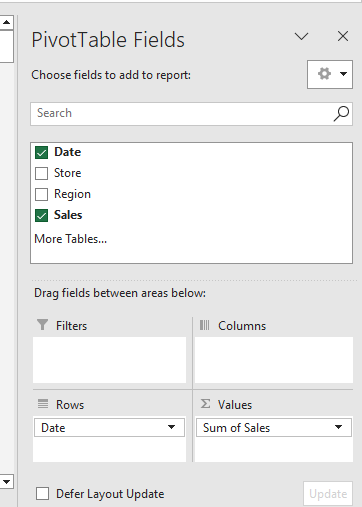 PivotTable Fields
Choose fields to add to report:
Search
Date
Store
Region
Sales
More Tables...
Drag fields between areas below:
Filters
Columns
Rows
Values
Date
Sum of Sales
Defer Layout Update
Update